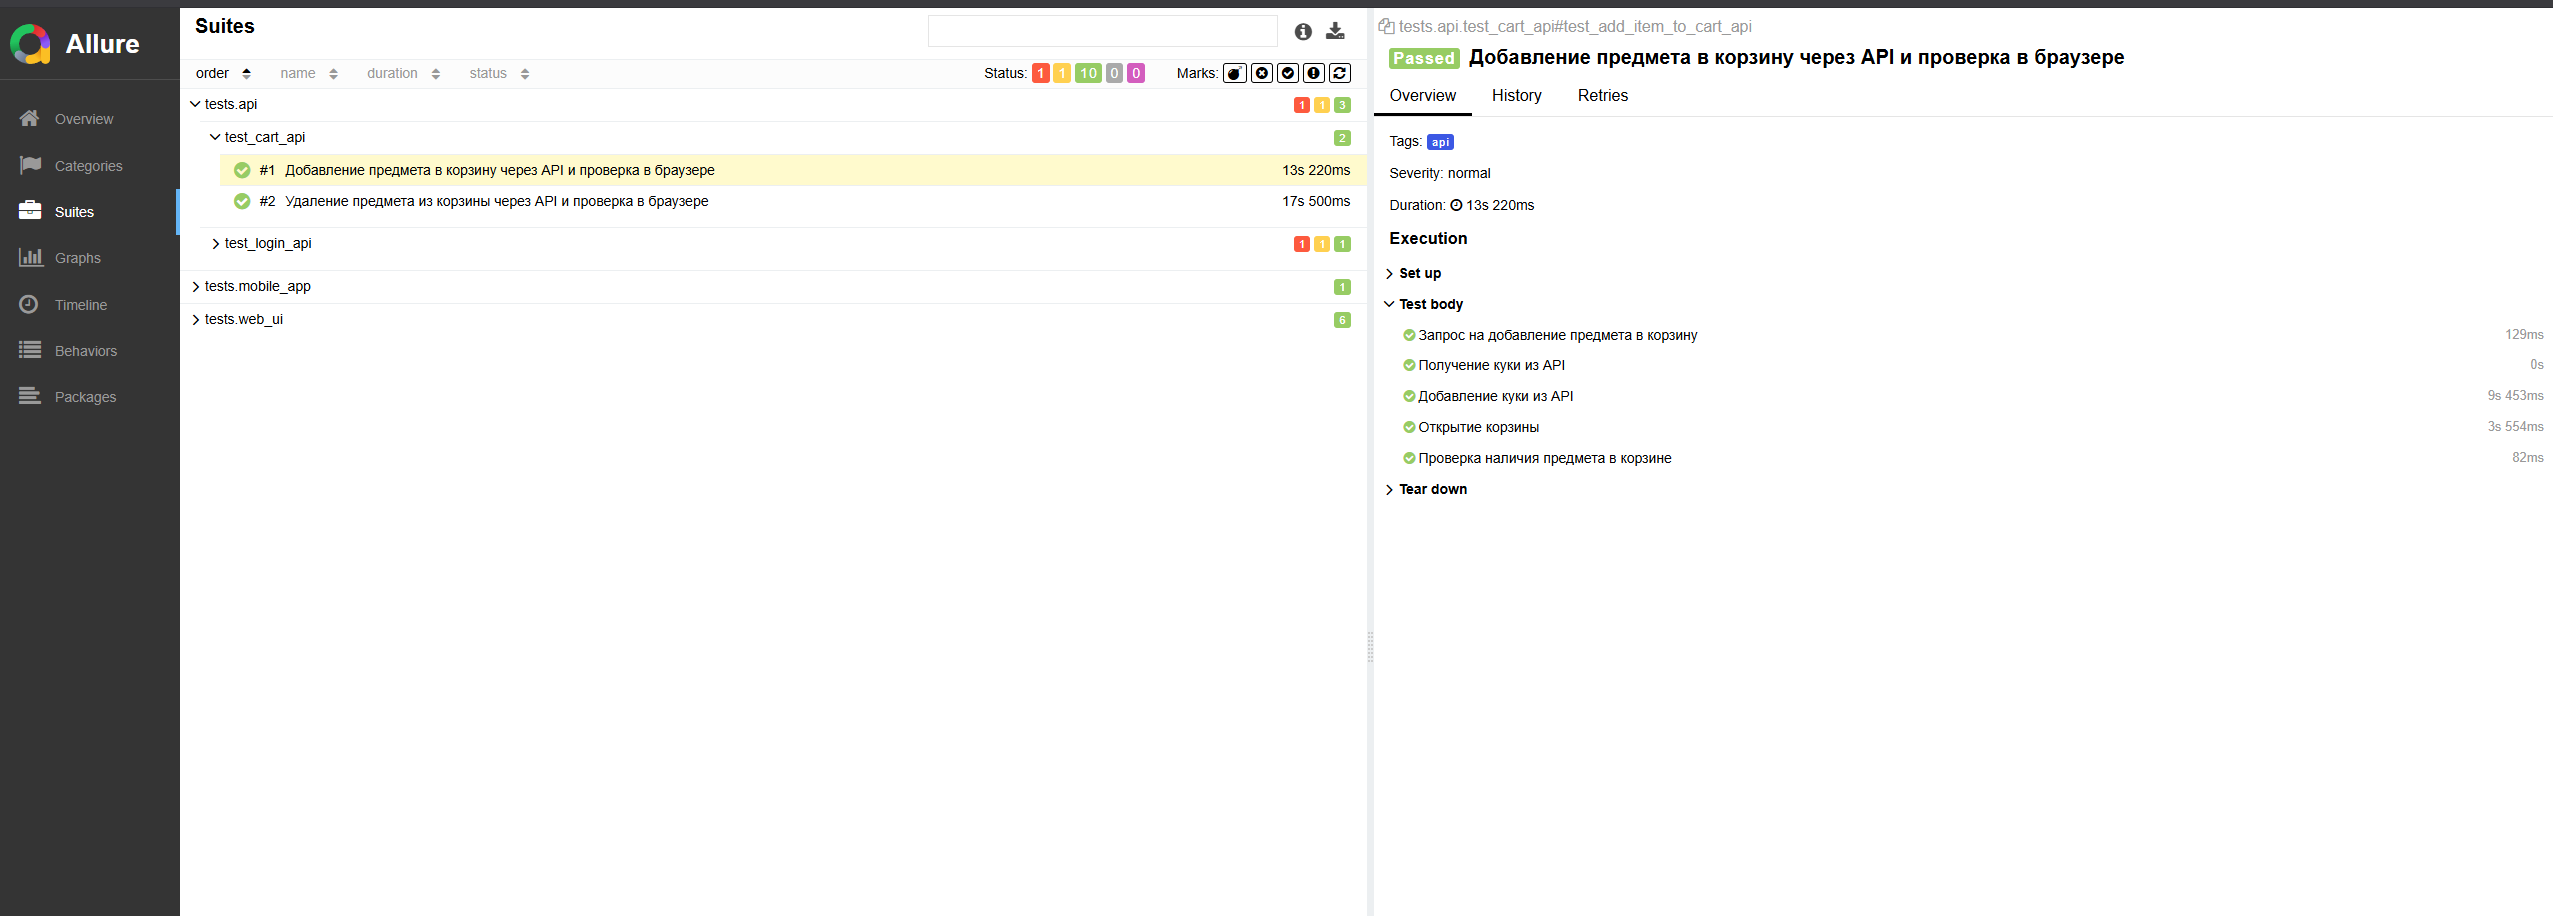 Allure
Overview
Categories
Suites
Graphs
Timeline
Behaviors
Packages
Suites
order name duration status Status: 1 1 10 0 0 Marks:
tests.api 1 1 3
test_cart_api 2
#1 Добавление предмета в корзину через API и проверка в браузере 13s 220ms
#2 Удаление предмета из корзины через API и проверка в браузере 17s 500ms
test_login_api 1 1 1
tests.mobile_app 1
tests.web_ui 6
tests.api.test_cart_api#test_add_item_to_cart_api
Passed Добавление предмета в корзину через API и проверка в браузере
Overview History Retries
Tags: api
Severity: normal
Duration: 13s 220ms
Execution
Set up
Test body
Запрос на добавление предмета в корзину 129ms
Получение куки из API 0s
Добавление куки из API 9s 453ms
Открытие корзины 3s 554ms
Проверка наличия предмета в корзине 82ms
Tear down